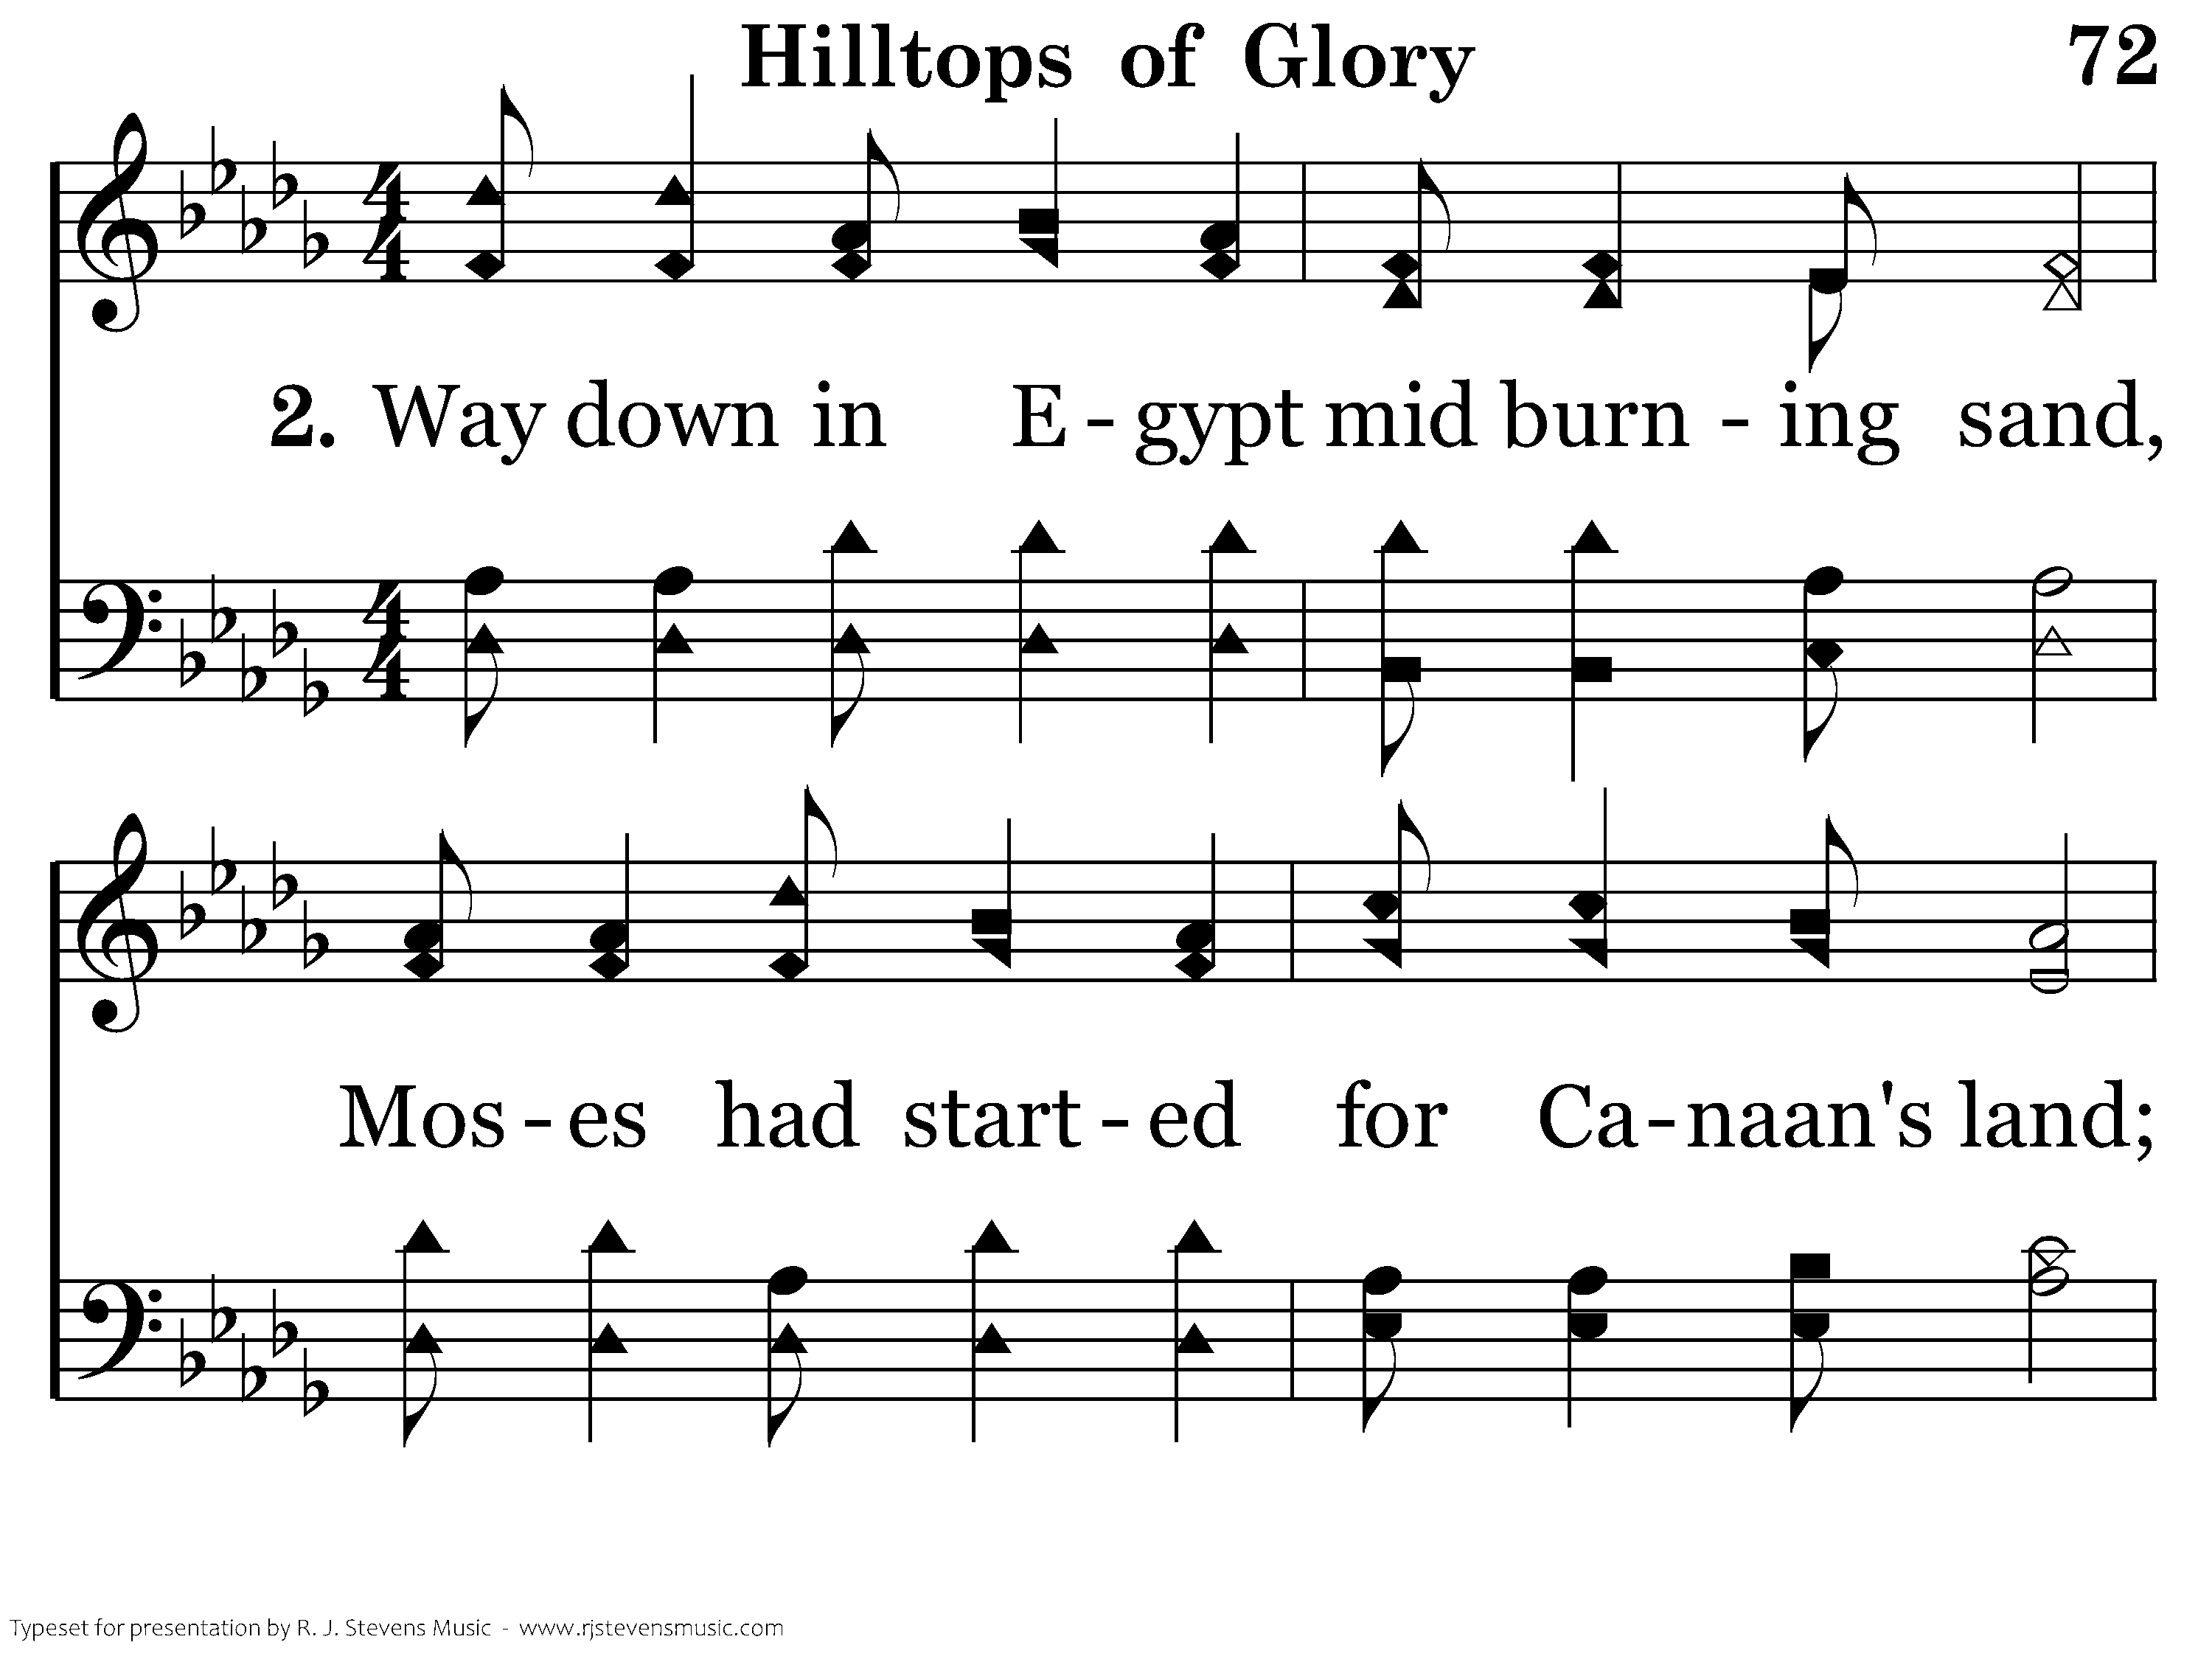 Hilltops of Glory 72
2. Way down in E - gypt mid burn - ing sand,
Mos - es had start - ed for Ca - naan's land;
Typeset for presentation by R. J. Stevens Music - www.rjstevensmusic.com